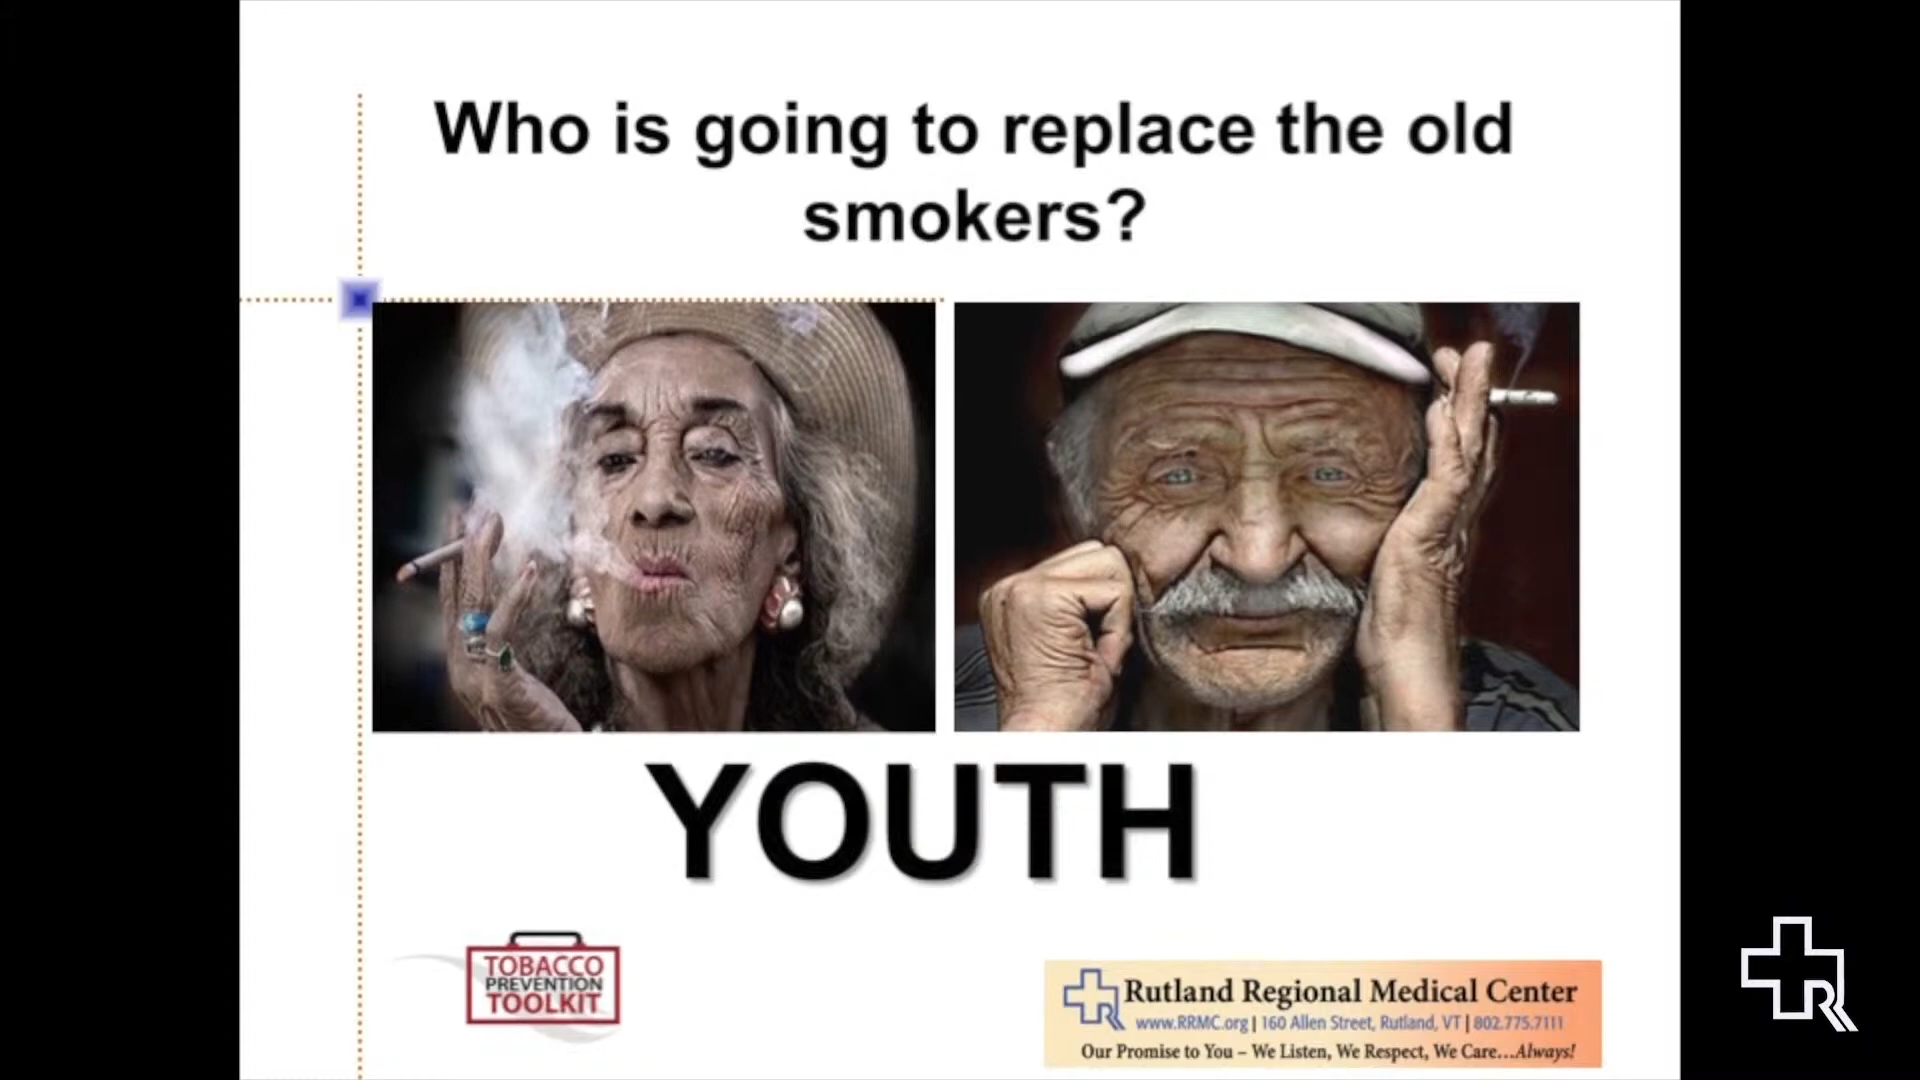 Who is going to replace the old
smokers?
YOUTH
TOBACCO
PREVENTION
TOOLKIT
Rutland Regional Medical Center
www.RRMC.org | 160 Allen Street, Rutland, VT | 802.775.7111
Our Promise to You – We Listen, We Respect, We Care...Always!